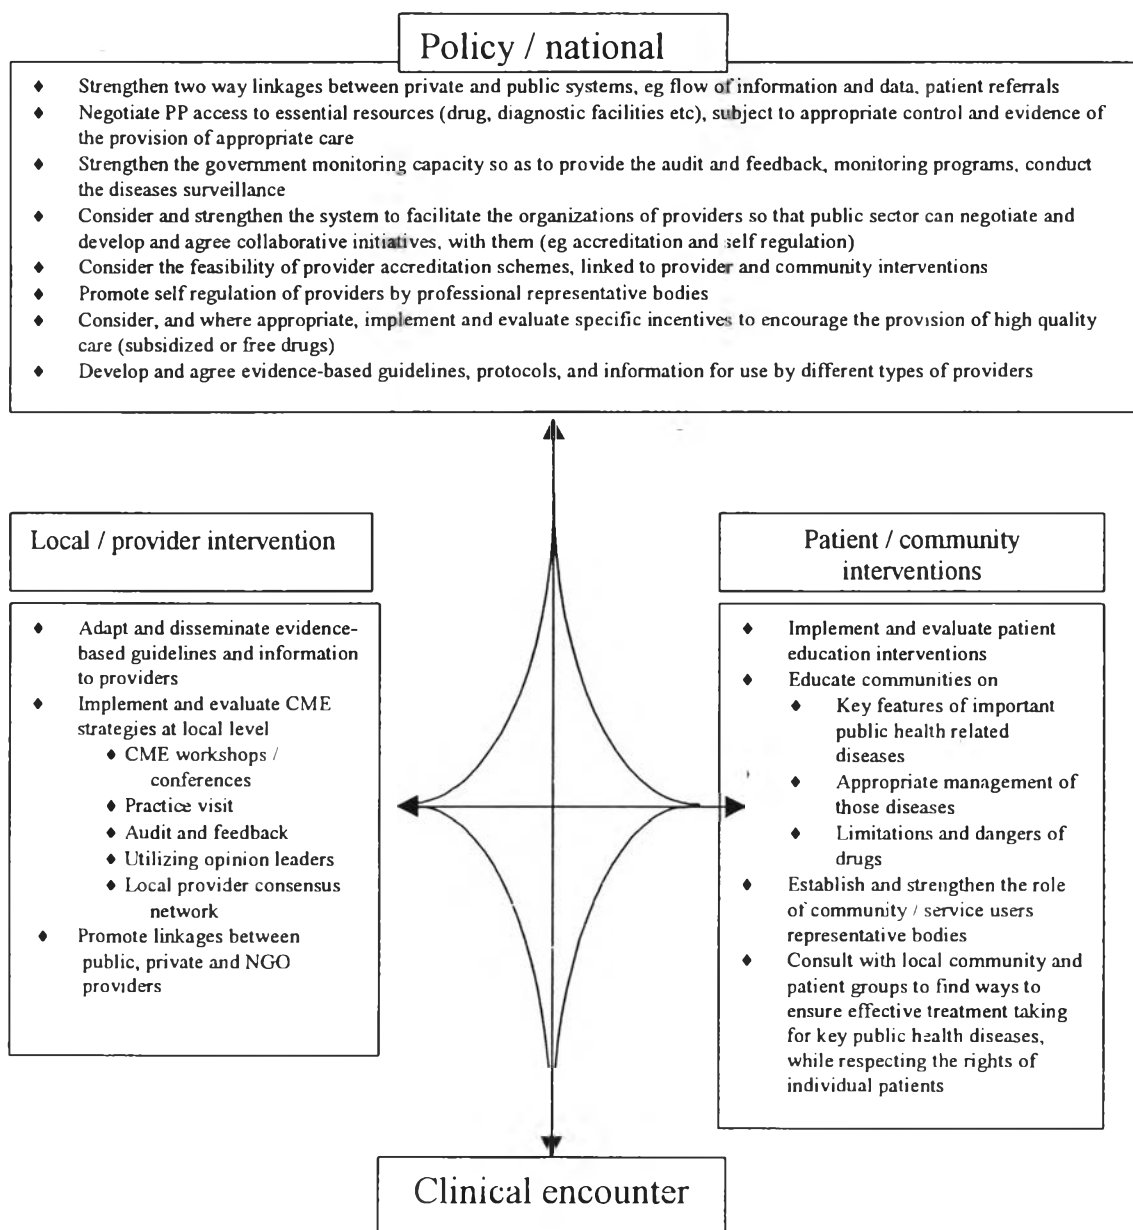 Policy / national
♦ Strengthen two way linkages between private and public systems, eg flow of information and data, patient referrals
♦ Negotiate PP access to essential resources (drug, diagnostic facilities etc), subject to appropriate control and evidence of
the provision of appropriate care
♦ Strengthen the government monitoring capacity so as to provide the audit and feedback, monitoring programs, conduct
the diseases surveillance
♦ Consider and strengthen the system to facilitate the organizations of providers so that public sector can negotiate and
develop and agree collaborative initiatives, with them (eg accreditation and self regulation)
♦ Consider the feasibility of provider accreditation schemes, linked to provider and community interventions
♦ Promote self regulation of providers by professional representative bodies
♦ Consider, and where appropriate, implement and evaluate specific incentives to encourage the provision of high quality
care (subsidized or free drugs)
♦ Develop and agree evidence-based guidelines, protocols, and information for use by different types of providers
Local / provider intervention
♦ Adapt and disseminate evidence-
based guidelines and information
to providers
♦ Implement and evaluate CME
strategies at local level
♦ CME workshops /
conferences
♦ Practice visit
♦ Audit and feedback
♦ Utilizing opinion leaders
♦ Local provider consensus
network
♦ Promote linkages between
public, private and NGO
providers
Patient / community
interventions
♦ Implement and evaluate patient
education interventions
♦ Educate communities on
♦ Key features of important
public health related
diseases
♦ Appropriate management of
those diseases
♦ Limitations and dangers of
drugs
♦ Establish and strengthen the role
of community / service users
representative bodies
♦ Consult with local community and
patient groups to find ways to
ensure effective treatment taking
for key public health diseases,
while respecting the rights of
individual patients
Clinical encounter